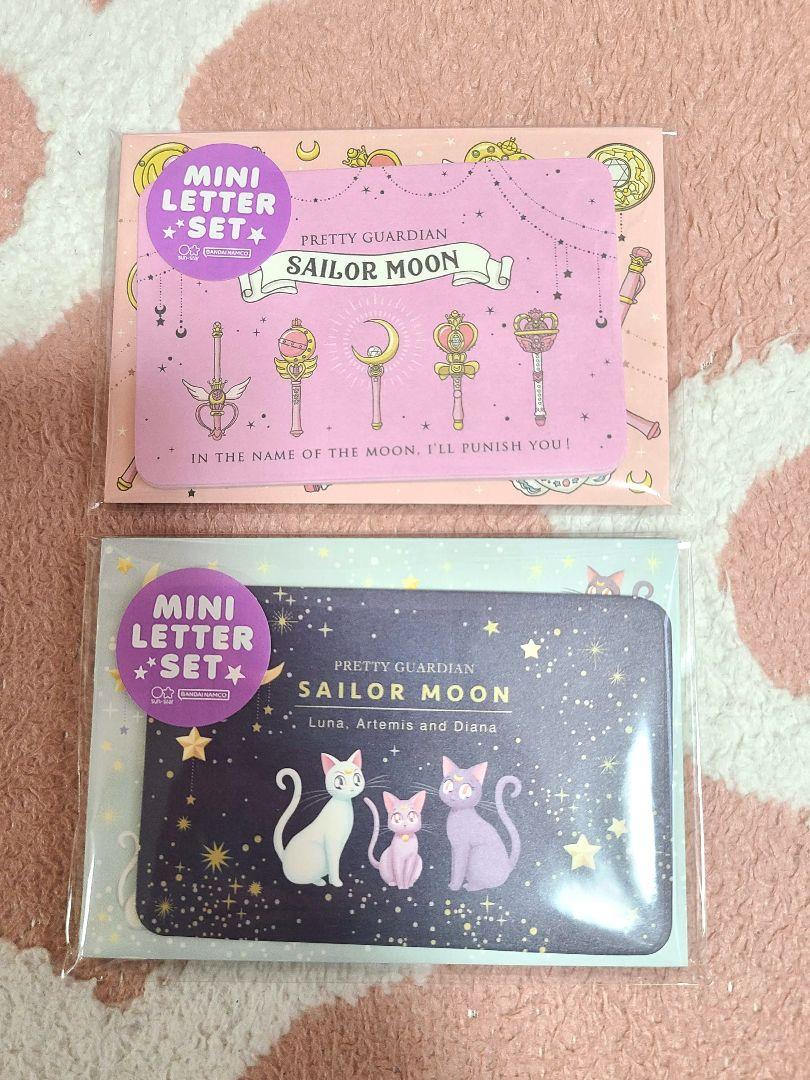 MINI
LETTER
SET
sun-star
BANDAI NAMCO
PRETTY GUARDIAN
SAILOR MOON
IN THE NAME OF THE MOON, I'LL PUNISH YOU!
MINI
LETTER
SET
sun-star
BANDAI NAMCO
PRETTY GUARDIAN
SAILOR MOON
Luna, Artemis and Diana